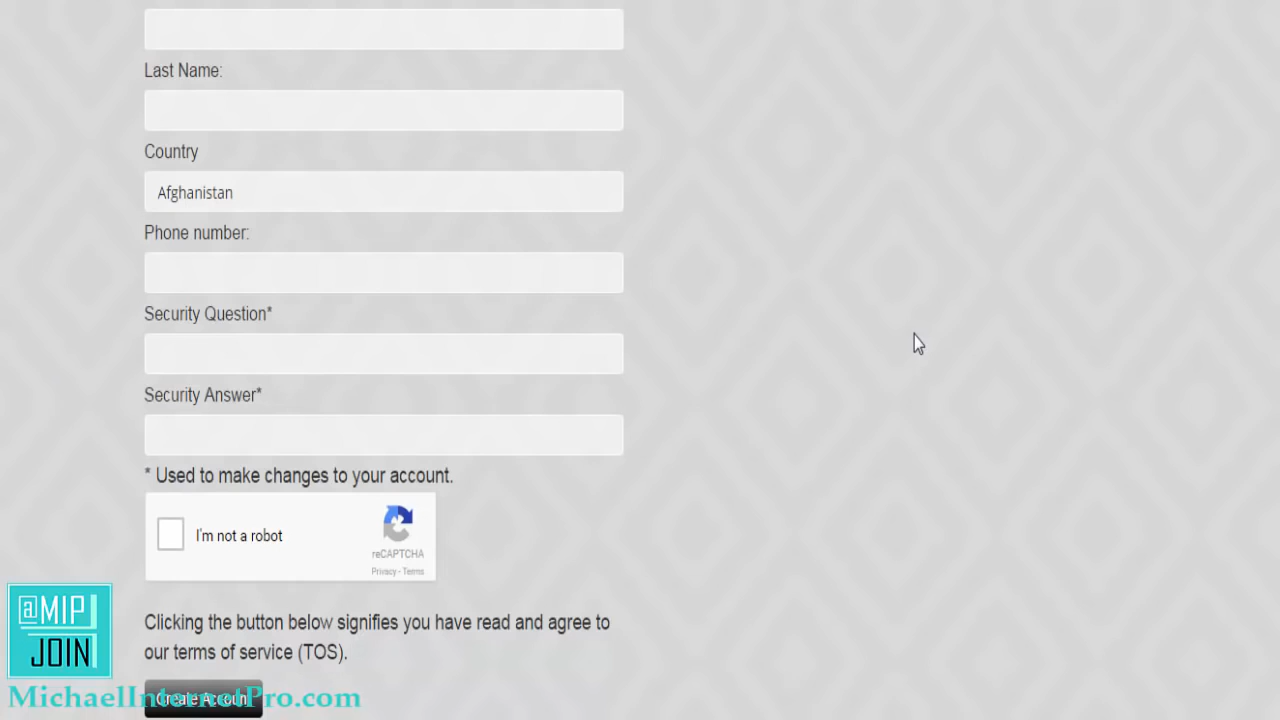 Last Name:
Country
Afghanistan
Phone number:
Security Question*
Security Answer*
* Used to make changes to your account.
I'm not a robot
reCAPTCHA
Privacy - Terms
Clicking the button below signifies you have read and agree to
our terms of service (TOS).
@MIP
JOIN
Create Account
MichaelInternetPro.com